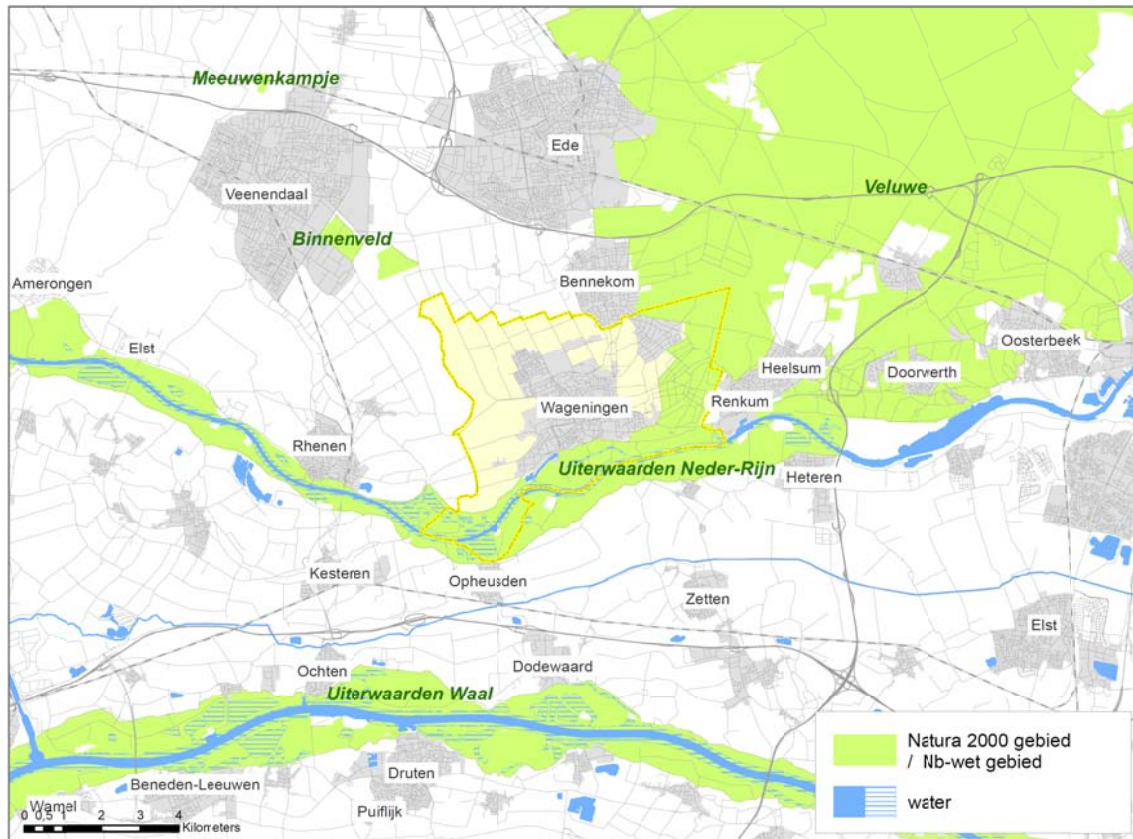 Meeuwenkampje
Ede
Veenendaal
Veluwe
Binnenveld
Amerongen
Bennekom
Elst
Oosterbeek
Heelsum
Doorwerth
Renkum
Wageningen
Rhenen
Uiterwaarden Neder-Rijn
Heteren
Kesteren
Opheusden
Zetten
Elst
Ochten
Dodewaard
Uiterwaarden Waal
Natura 2000 gebied
/ Nb-wet gebied
Druten
Beneden-Leeuwen
water
Wamel
Puiflijk
0 0,5 1 2 3 4
Kilometers